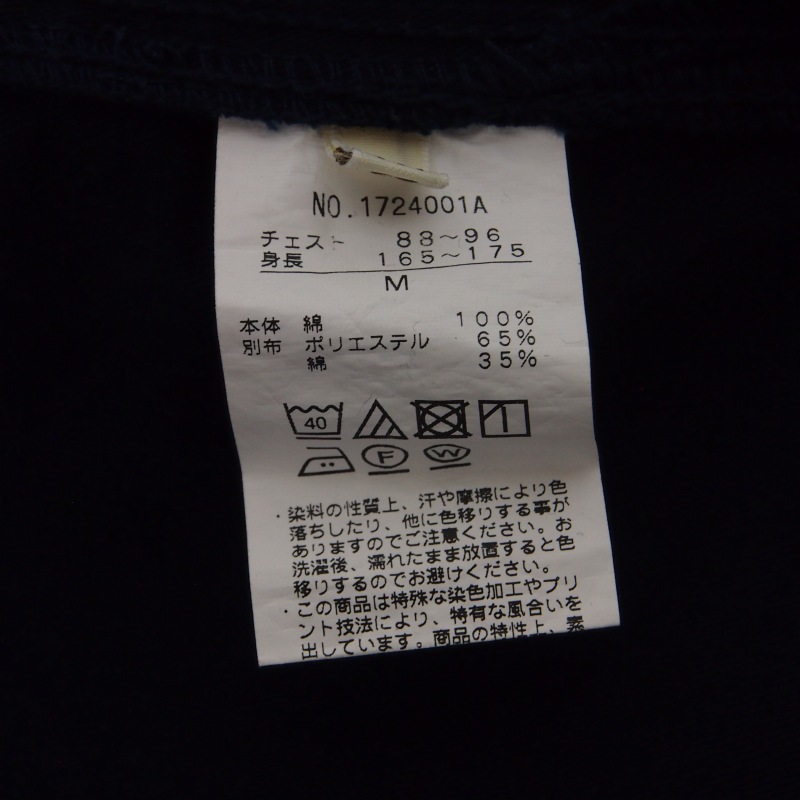 NO.1724001A
チェスト 88～96
身長 165～175
M
本体 綿 100%
別布 ポリエステル 65%
綿 35%
40
F W
・染料の性質上、汗や摩擦により色
落ちしたり、他に色移りする事が
ありますのでご注意ください。お
洗濯後、濡れたまま放置すると色
移りするのでお避けください。
・この商品は特殊な染色加工やプリ
ント技法により、特有な風合いを
出しています。商品の特性上、素